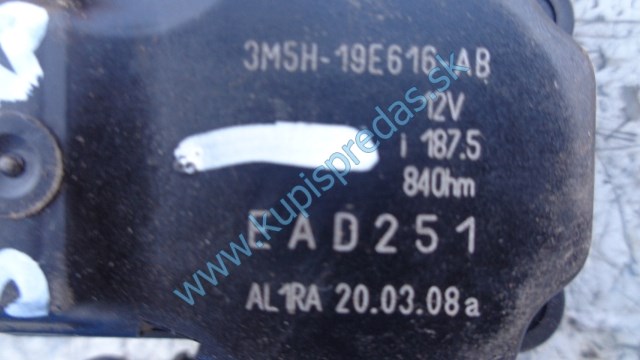 3M5H-19E616-AB
12V
i 187.5
84Ohm
EAD251
AL1RA 20.03.08a
www.kupispredas.sk